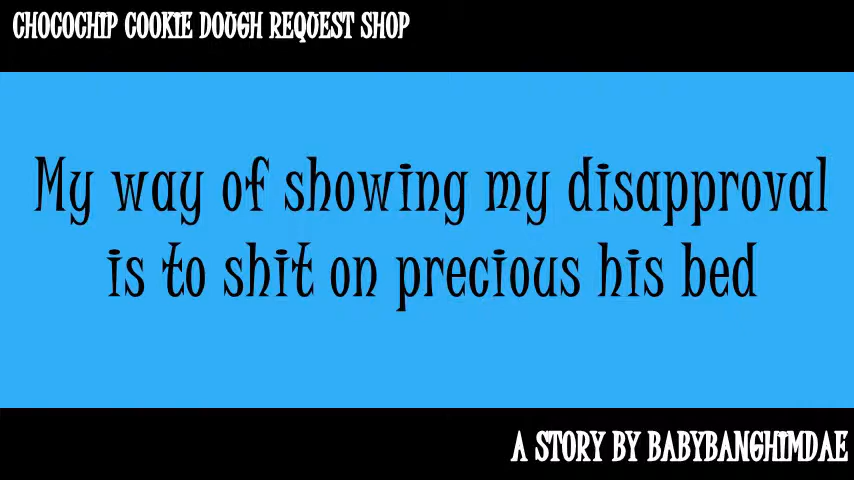 CHOCOCHIP COOKIE DOUGH REQUEST SHOP
My way of showing my disapproval
is to shit on precious his bed
A STORY BY BABYBANGHIMDAE